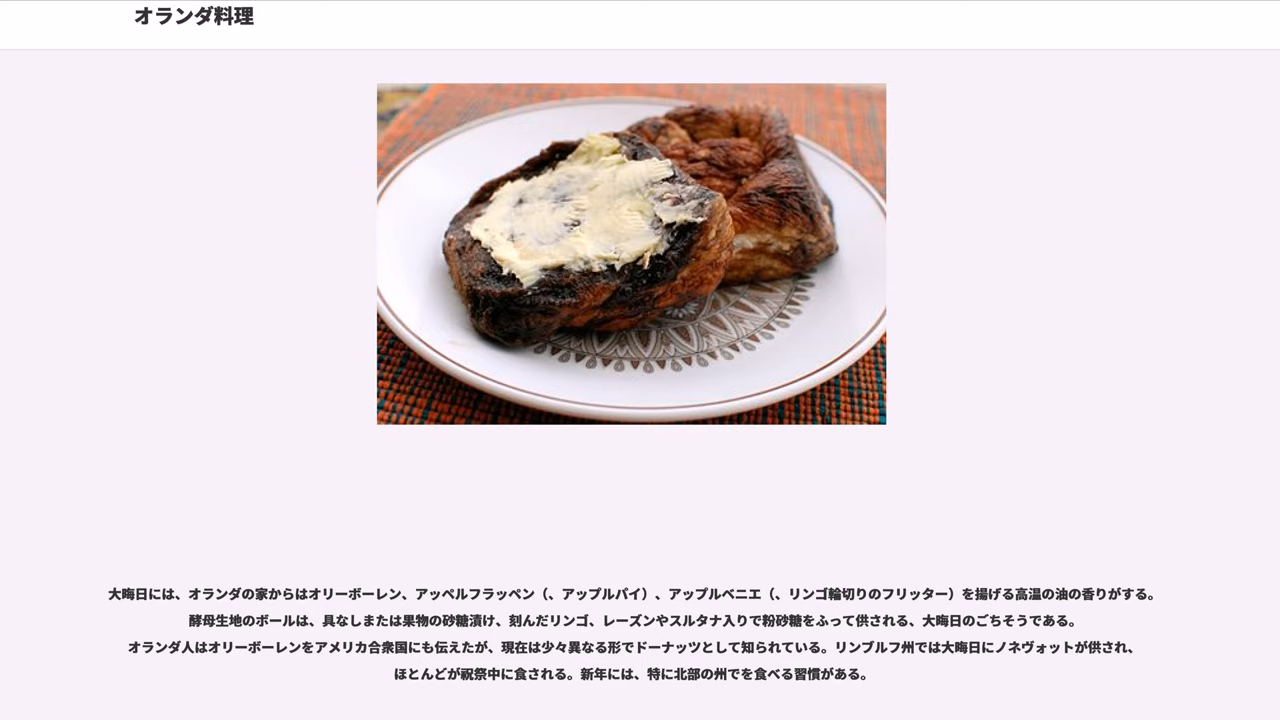 オランダ料理
大晦日には、オランダの家からはオリーボーレン、アッペルフラッペン（、アップルパイ）、アップルベニエ（、リンゴ輪切りのフリッター）を揚げる高温の油の香りがする。
酵母生地のボールは、具なしまたは果物の砂糖漬け、刻んだリンゴ、レーズンやスルタナ入りで粉砂糖をふって供される、大晦日のごちそうである。
オランダ人はオリーボーレンをアメリカ合衆国にも伝えたが、現在は少々異なる形でドーナッツとして知られている。リンブルフ州では大晦日にノネヴォットが供され、
ほとんどが祝祭中に食される。新年には、特に北部の州でを食べる習慣がある。